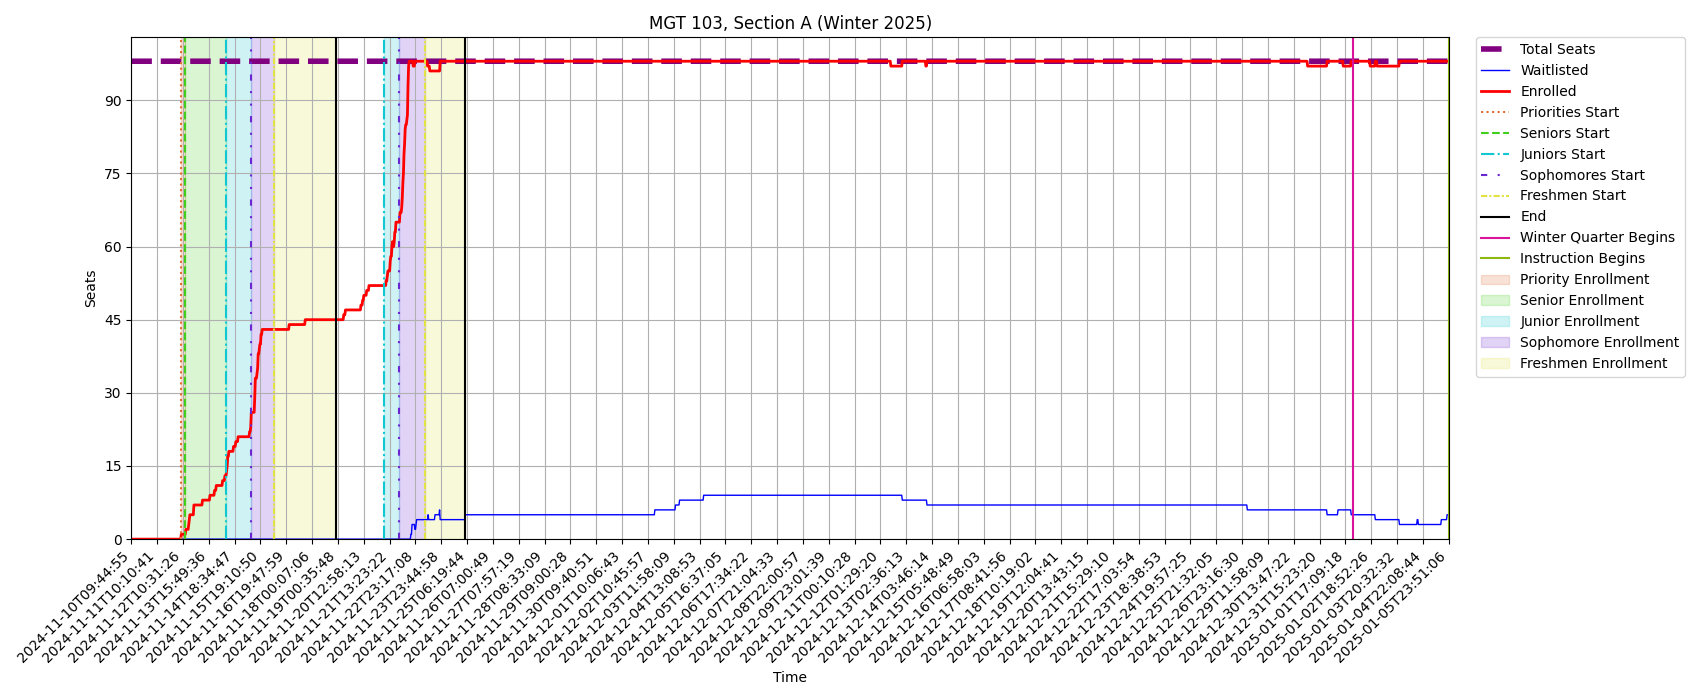 MGT 103, Section A (Winter 2025)
Total Seats
Waitlisted
Enrolled
Priorities Start
Seniors Start
Juniors Start
Sophomores Start
Freshmen Start
End
Winter Quarter Begins
Instruction Begins
Priority Enrollment
Senior Enrollment
Junior Enrollment
Sophomore Enrollment
Freshmen Enrollment
Seats
90
75
60
45
30
15
0
2024-11-10T09:44:55
2024-11-11T10:10:41
2024-11-12T10:31:26
2024-11-13T15:49:36
2024-11-14T18:34:47
2024-11-15T19:10:50
2024-11-16T19:47:59
2024-11-18T00:07:06
2024-11-19T00:35:48
2024-11-20T12:58:13
2024-11-21T13:23:22
2024-11-22T23:17:08
2024-11-23T23:44:58
2024-11-25T06:19:44
2024-11-26T07:00:49
2024-11-27T07:57:19
2024-11-28T08:33:09
2024-11-29T09:00:28
2024-11-30T09:40:51
2024-12-01T10:06:43
2024-12-02T10:45:57
2024-12-03T11:58:09
2024-12-04T13:08:53
2024-12-05T16:37:05
2024-12-06T17:34:22
2024-12-07T21:04:33
2024-12-08T22:00:57
2024-12-09T23:01:39
2024-12-11T00:10:28
2024-12-12T01:29:20
2024-12-13T02:36:13
2024-12-14T03:46:14
2024-12-15T05:48:49
2024-12-16T06:58:03
2024-12-17T08:41:56
2024-12-18T10:19:02
2024-12-19T12:04:41
2024-12-20T13:43:15
2024-12-21T15:29:10
2024-12-22T17:03:54
2024-12-23T18:38:53
2024-12-24T19:57:25
2024-12-25T21:32:05
2024-12-26T23:16:30
2024-12-29T11:58:09
2024-12-30T13:47:22
2024-12-31T15:23:20
2025-01-01T17:09:18
2025-01-02T18:52:26
2025-01-03T20:32:32
2025-01-04T22:08:44
2025-01-05T23:51:06
Time